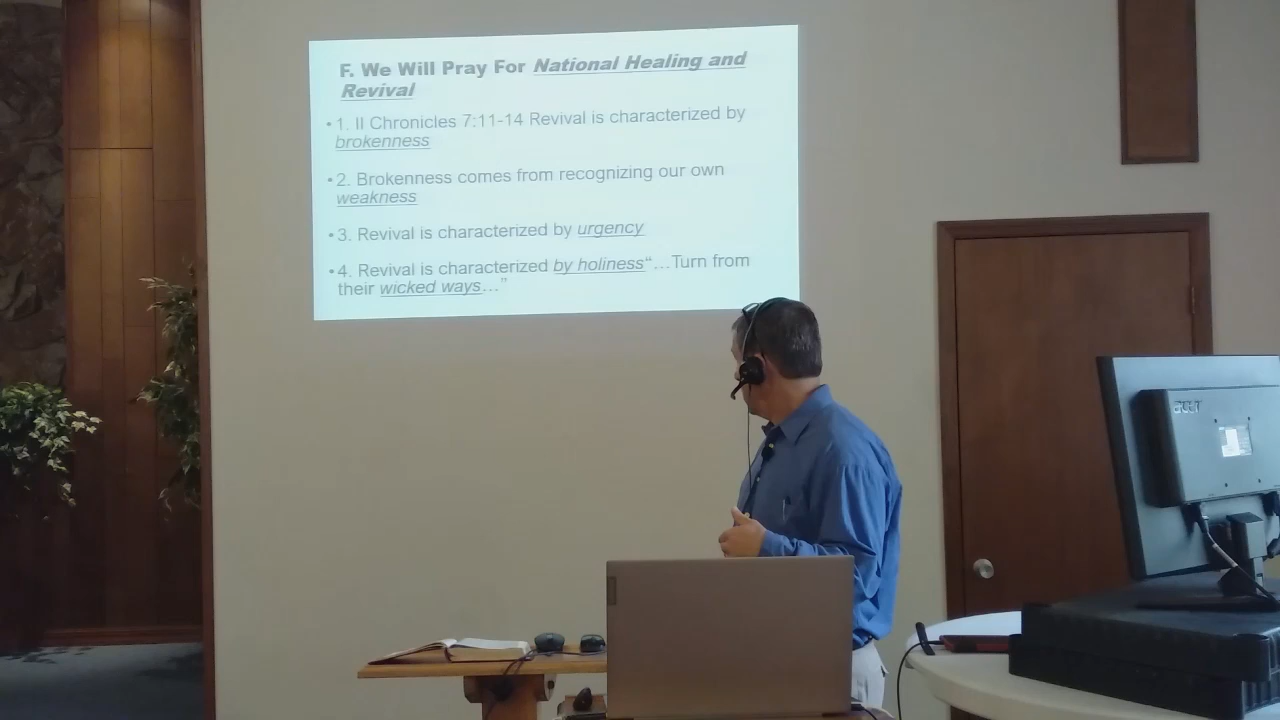 F. We Will Pray For National Healing and
Revival
• 1. II Chronicles 7:11-14 Revival is characterized by
brokenness
• 2. Brokenness comes from recognizing our own
weakness
• 3. Revival is characterized by urgency
• 4. Revival is characterized by holiness“…Turn from
their wicked ways…”
acer